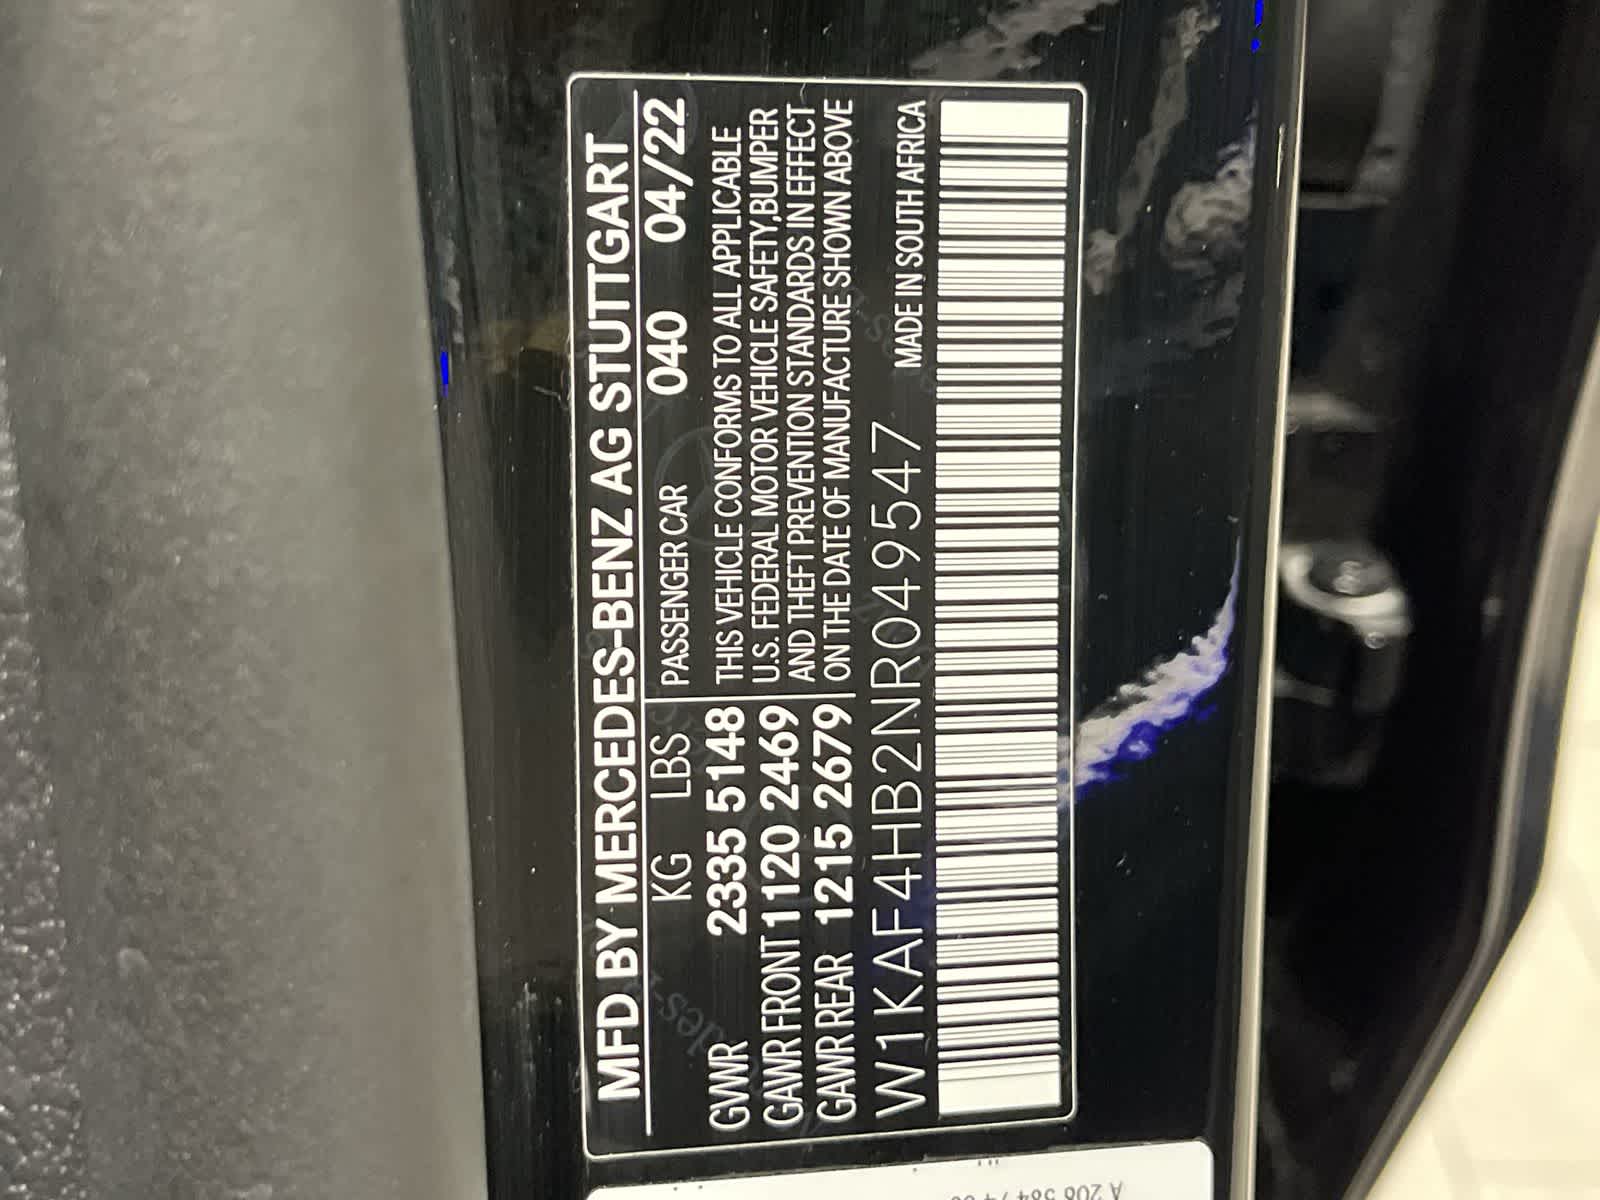 MFD BY MERCEDES-BENZ AG STUTTGART
KG LBS PASSENGER CAR 040 04/22
GVWR 2335 5148 THIS VEHICLE CONFORMS TO ALL APPLICABLE
U.S. FEDERAL MOTOR VEHICLE SAFETY, BUMPER
GAWR FRONT 1120 2469 AND THEFT PREVENTION STANDARDS IN EFFECT
GAWR REAR 1215 2679 ON THE DATE OF MANUFACTURE SHOWN ABOVE
W1KAF4HB2NR049547 MADE IN SOUTH AFRICA